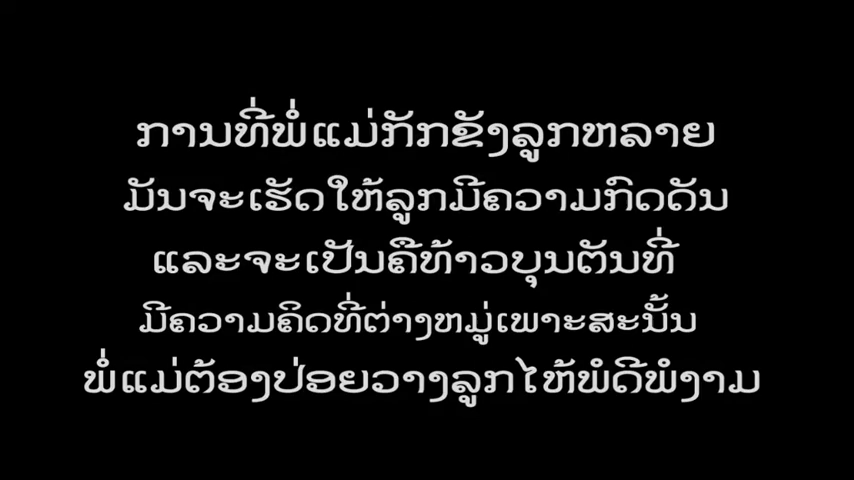 ການທີ່ພໍ່ແມ່ກັກຂັງລູກຫລາຍ
ມັນຈະເຮັດໃຫ້ລູກມີຄວາມກົດດັນ
ແລະຈະເປັນຄືທ້າວບຸນຕັນທີ່
ມີຄວາມຄິດທີ່ຕ່າງຫມູ່ເພາະສະນັ້ນ
ພໍ່ແມ່ຕ້ອງປ່ອຍວາງລູກໄຫ້ພໍດີພໍງາມ